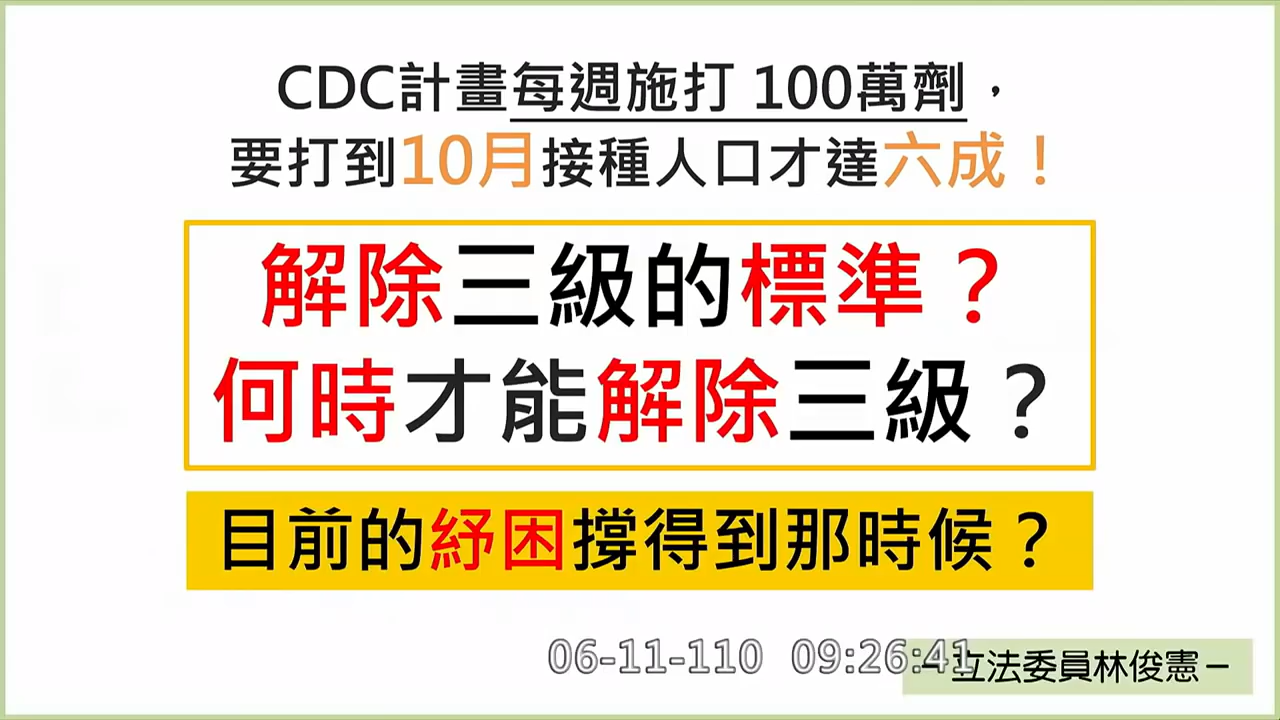 CDC計畫每週施打 100萬劑，
要打到10月接種人口才達六成！
解除三級的標準？
何時才能解除三級？
目前的紓困撐得到那時候？
06-11-110 09:26:41
－立法委員林俊憲－